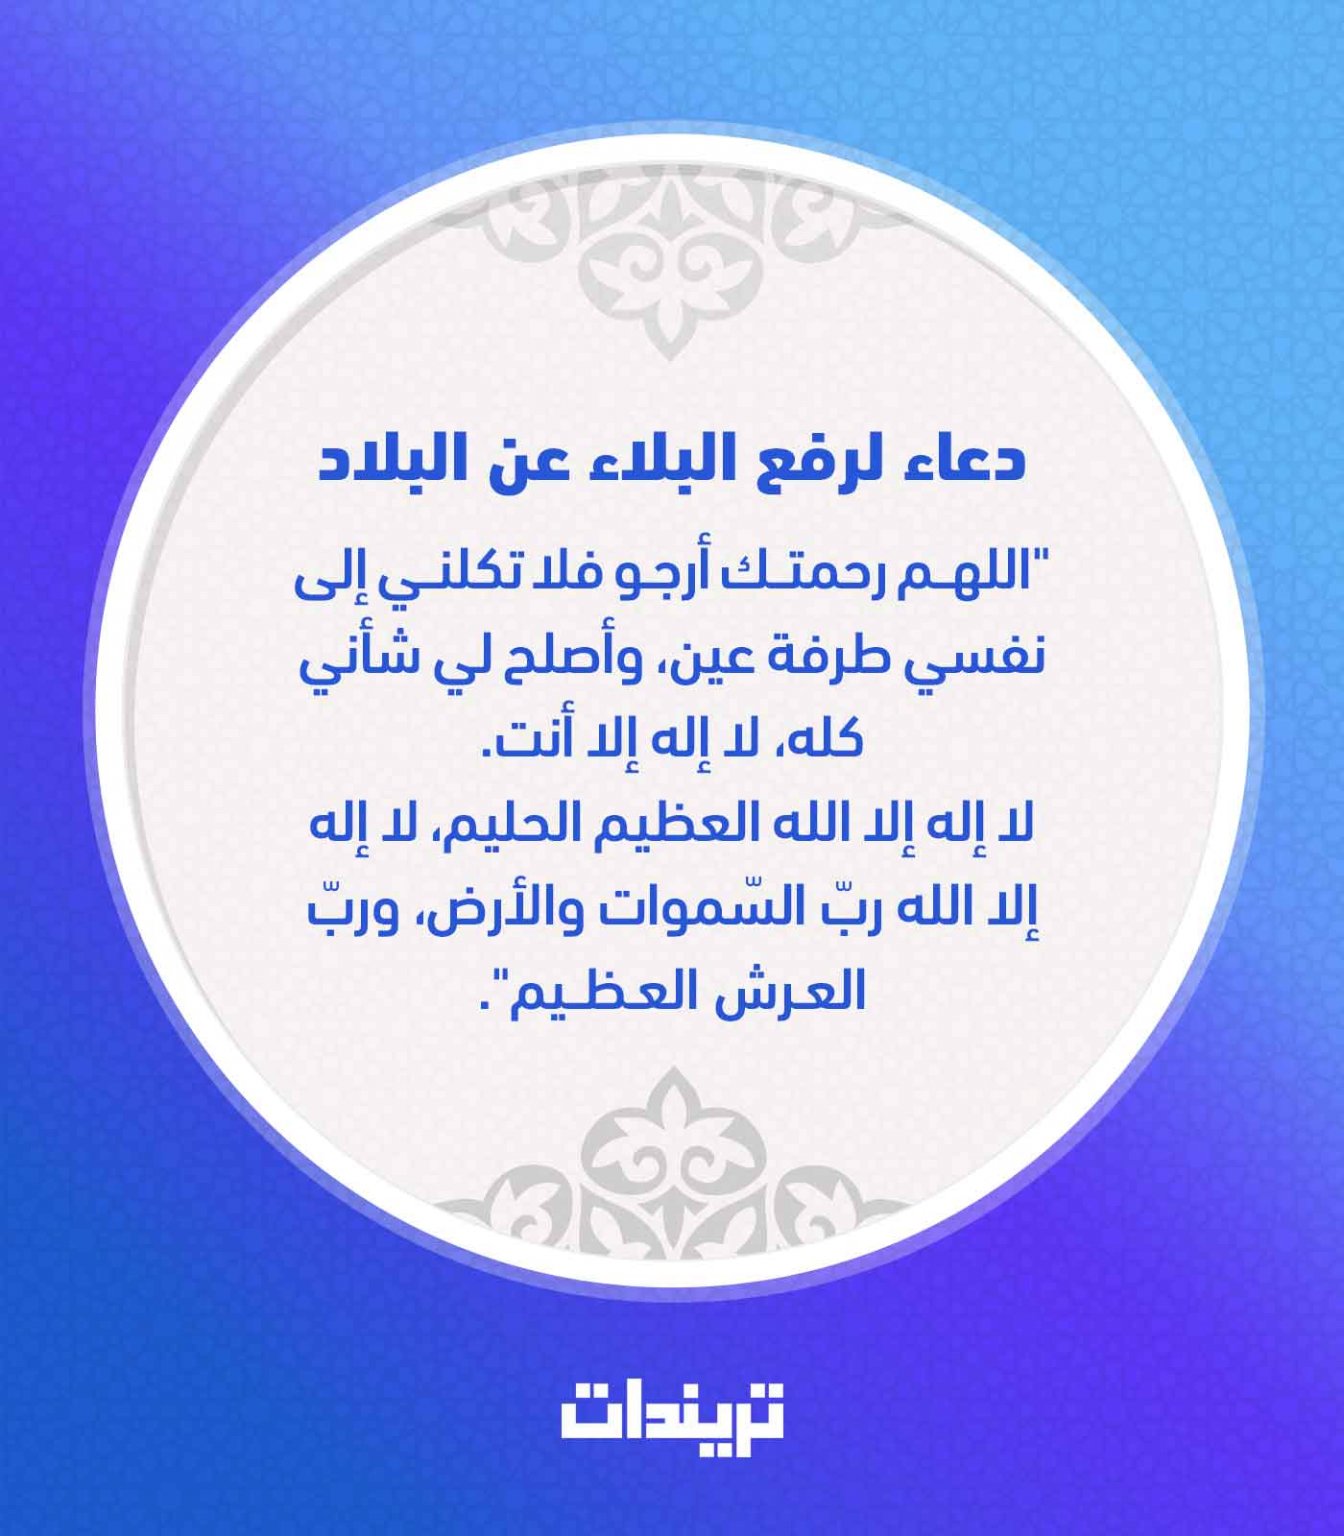 دعاء لرفع البلاء عن البلاد
"اللهـم رحمتـك أرجـو فلا تكلنـي إلى
نفسي طرفة عين، وأصلح لي شأني
كله، لا إله إلا أنت.
لا إله إلا الله العظيم الحليم، لا إله
إلا الله ربّ السّموات والأرض، وربّ
العـرش العـظـيم".
تريندات